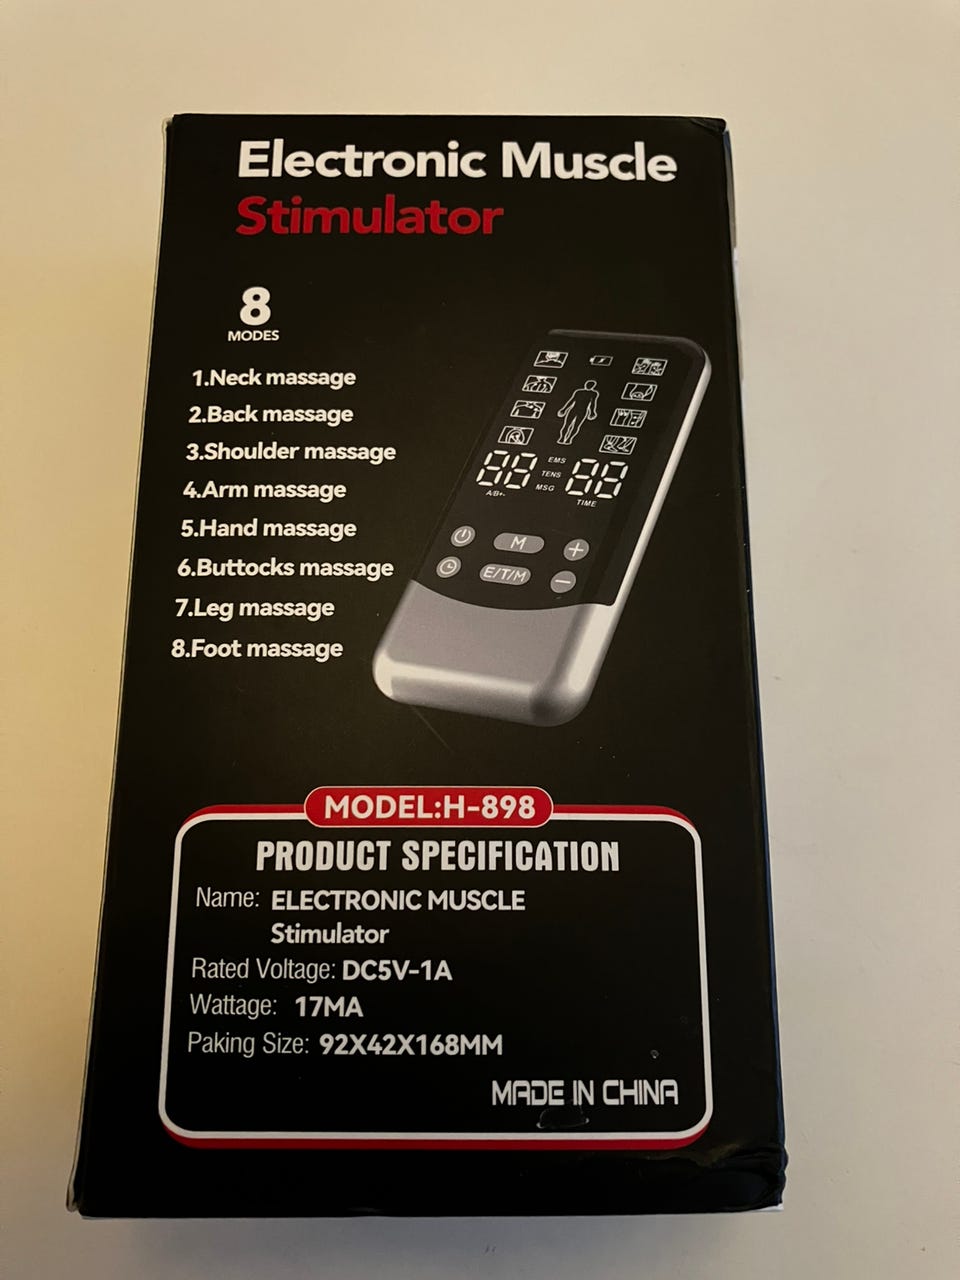 Electronic Muscle
Stimulator
8
MODES
1.Neck massage
2.Back massage
3.Shoulder massage
4.Arm massage
5.Hand massage
6.Buttocks massage
7.Leg massage
8.Foot massage
88
EMS
TENS
MSG
88
A/B+-
TIME
M
+
E/T/M
−
MODEL:H-898
PRODUCT SPECIFICATION
Name: ELECTRONIC MUSCLE
Stimulator
Rated Voltage: DC5V-1A
Wattage: 17MA
Paking Size: 92X42X168MM
MADE IN CHINA